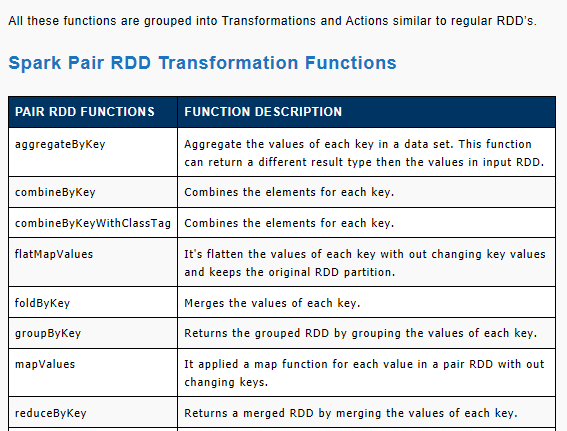 All these functions are grouped into Transformations and Actions similar to regular RDD's.
Spark Pair RDD Transformation Functions
PAIR RDD FUNCTIONS FUNCTION DESCRIPTION
aggregateByKey Aggregate the values of each key in a data set. This function
can return a different result type then the values in input RDD.
combineByKey Combines the elements for each key.
combineByKeyWithClassTag Combines the elements for each key.
flatMapValues It's flatten the values of each key with out changing key values
and keeps the original RDD partition.
foldByKey Merges the values of each key.
groupByKey Returns the grouped RDD by grouping the values of each key.
mapValues It applied a map function for each value in a pair RDD with out
changing keys.
reduceByKey Returns a merged RDD by merging the values of each key.